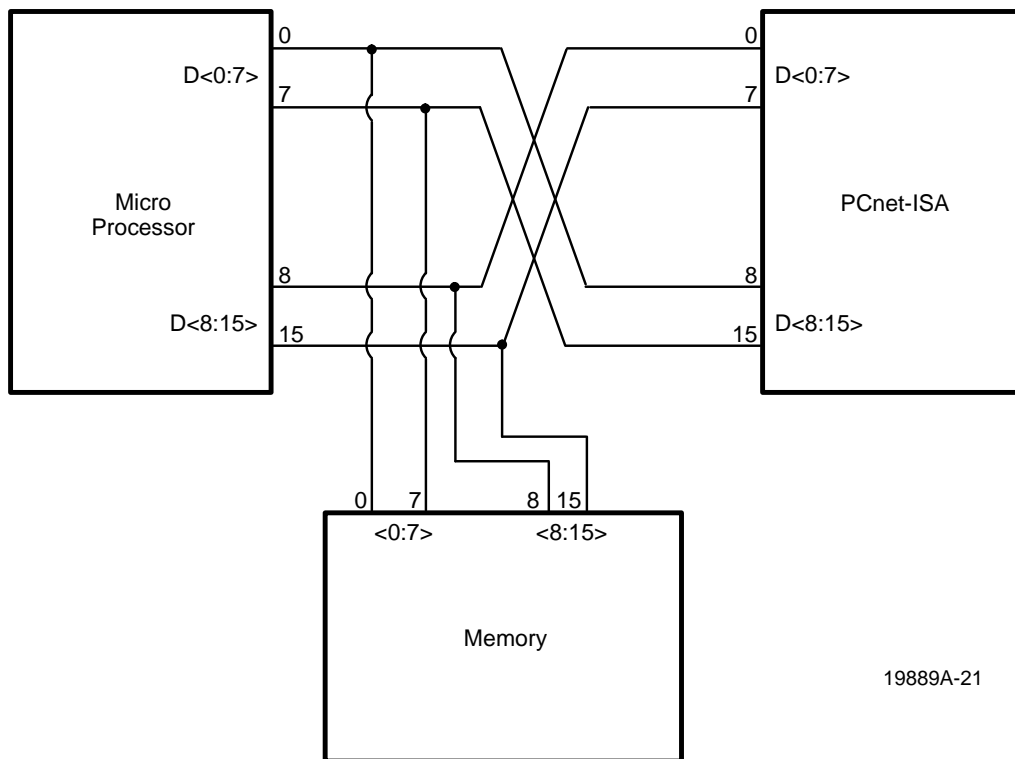 0
D<0:7>
7
Micro
Processor
8
D<8:15>
15
0
D<0:7>
7
PCnet-ISA
8
D<8:15>
15
0 7 8 15
<0:7> <8:15>
Memory
19889A-21